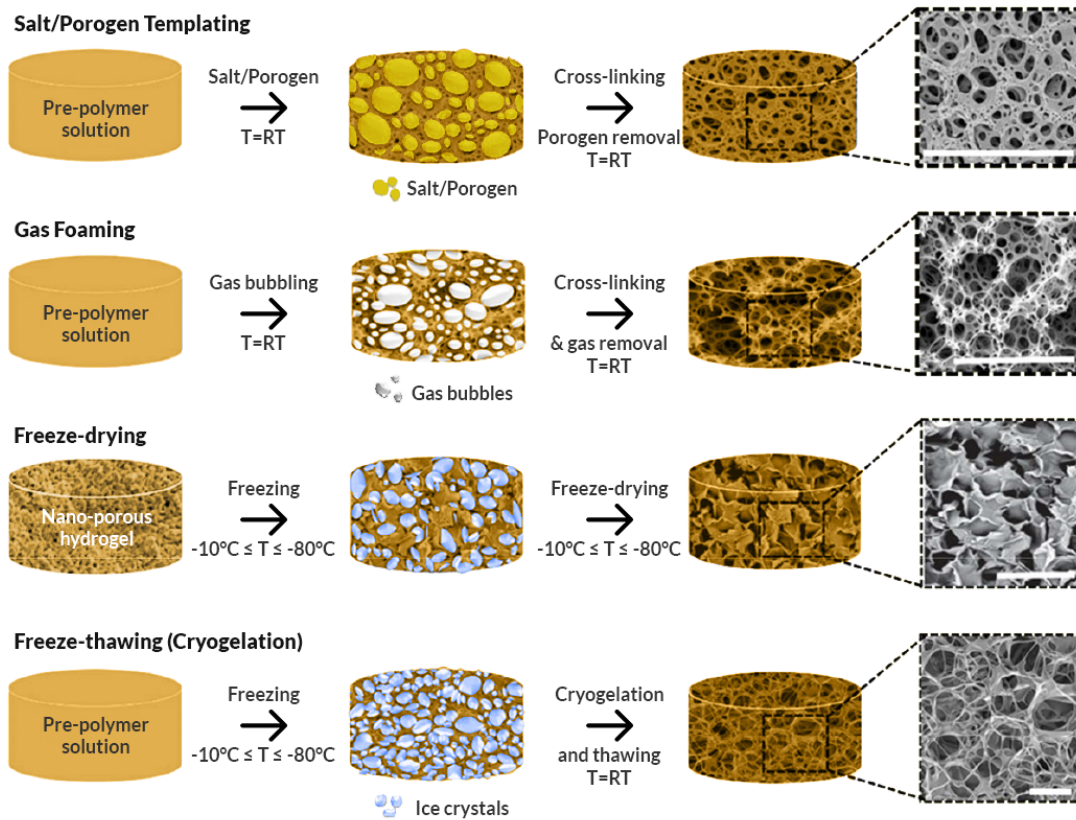 Salt/Porogen Templating
Pre-polymer
solution
Salt/Porogen
T=RT
Salt/Porogen
Cross-linking
Porogen removal
T=RT
Gas Foaming
Pre-polymer
solution
Gas bubbling
T=RT
Gas bubbles
Cross-linking
& gas removal
T=RT
Freeze-drying
Nano-porous
hydrogel
Freezing
-10ºC ≤ T ≤ -80ºC
Freeze-drying
-10ºC ≤ T ≤ -80ºC
Freeze-thawing (Cryogelation)
Pre-polymer
solution
Freezing
-10ºC ≤ T ≤ -80ºC
Ice crystals
Cryogelation
and thawing
T=RT